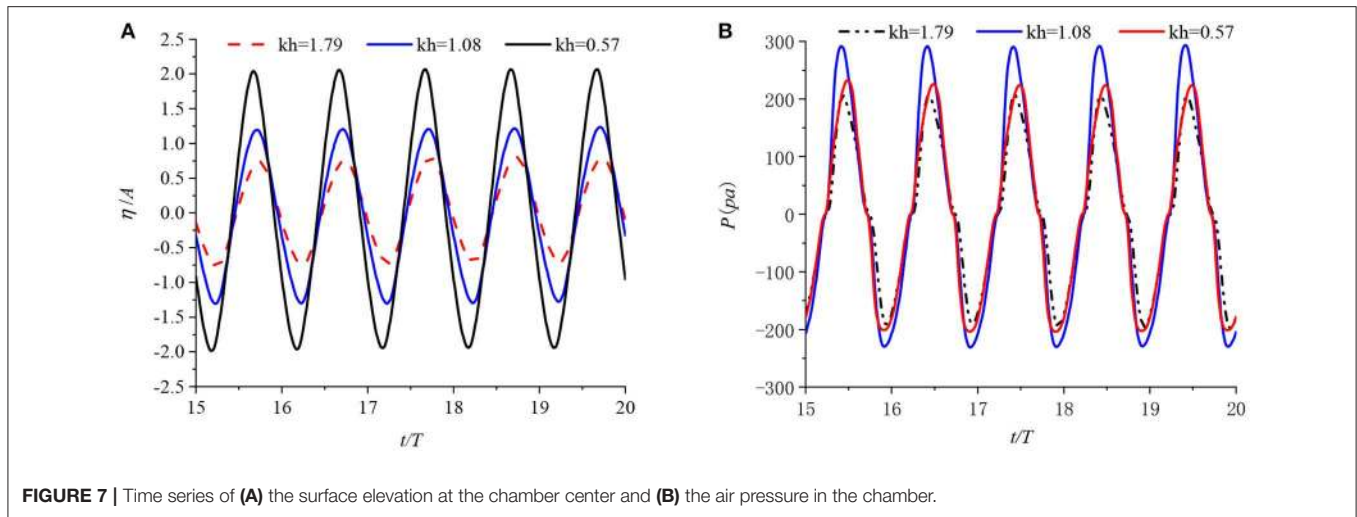 A
kh=1.79 kh=1.08 kh=0.57
2.5
2.0
1.5
1.0
0.5
0.0
-0.5
-1.0
-1.5
-2.0
-2.5
η/A
15 16 17 18 19 20
t/T
B
kh=1.79 kh=1.08 kh=0.57
300
200
100
0
-100
-200
-300
P(pa)
15 16 17 18 19 20
t/T
FIGURE 7 | Time series of (A) the surface elevation at the chamber center and (B) the air pressure in the chamber.